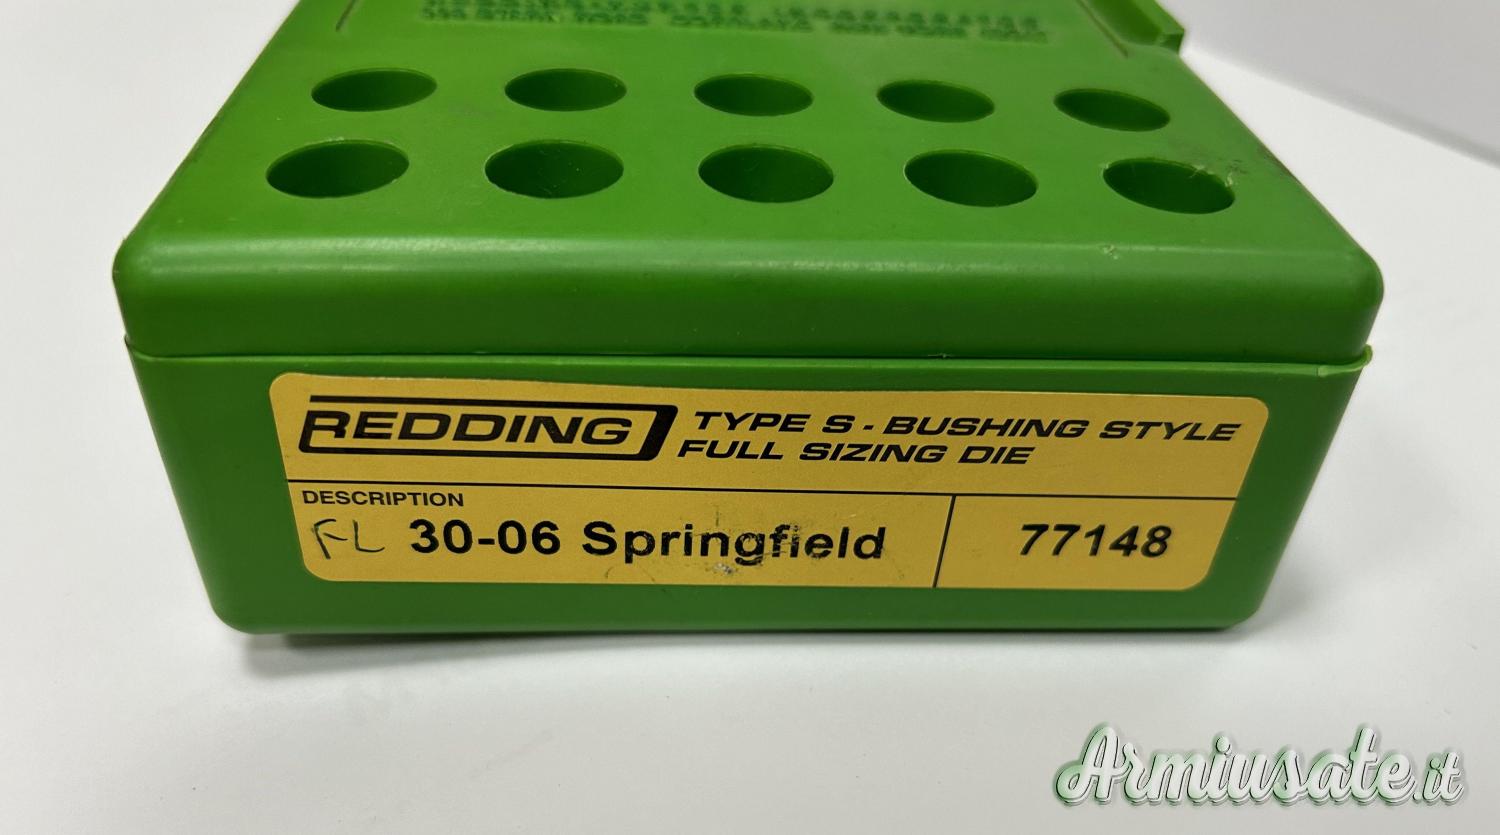 REDDING
TYPE S - BUSHING STYLE
FULL SIZING DIE
DESCRIPTION
FL 30-06 Springfield
77148
Armiusate.it